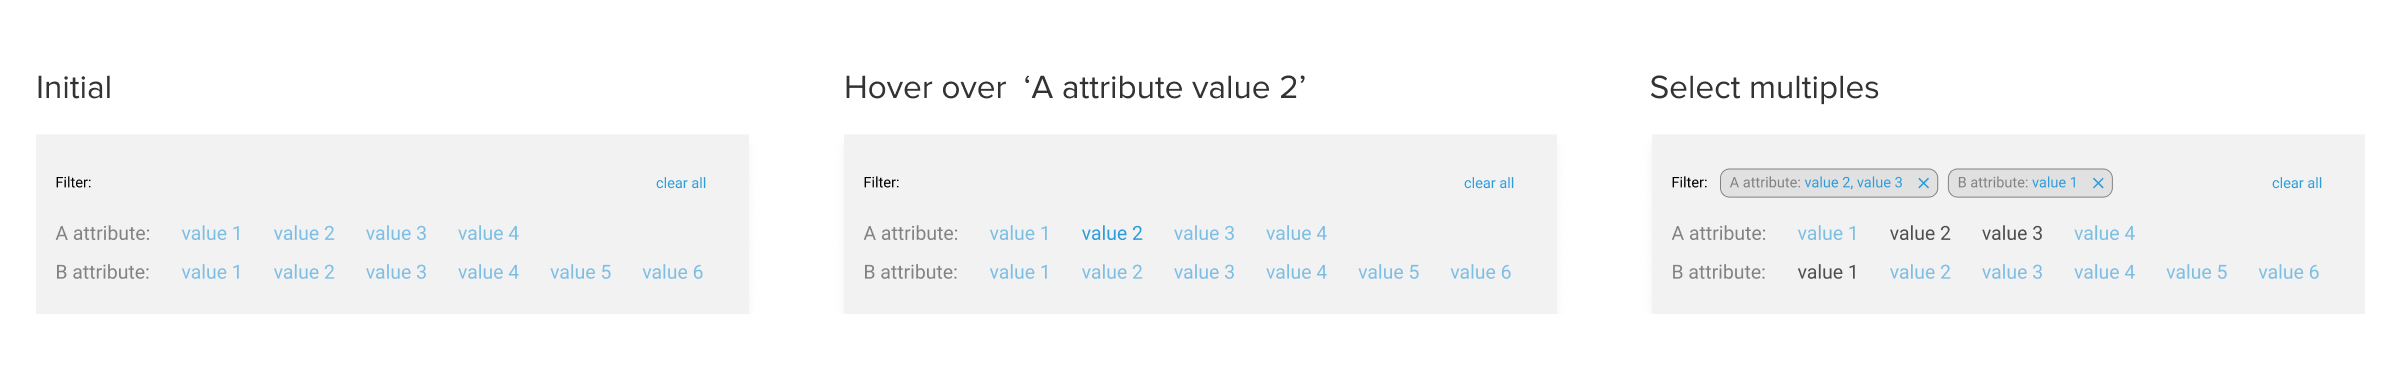 Initial
Filter: clear all
A attribute: value 1 value 2 value 3 value 4
B attribute: value 1 value 2 value 3 value 4 value 5 value 6
Hover over ‘A attribute value 2’
Filter: clear all
A attribute: value 1 value 2 value 3 value 4
B attribute: value 1 value 2 value 3 value 4 value 5 value 6
Select multiples
Filter: A attribute: value 2, value 3 B attribute: value 1 clear all
A attribute: value 1 value 2 value 3 value 4
B attribute: value 1 value 2 value 3 value 4 value 5 value 6